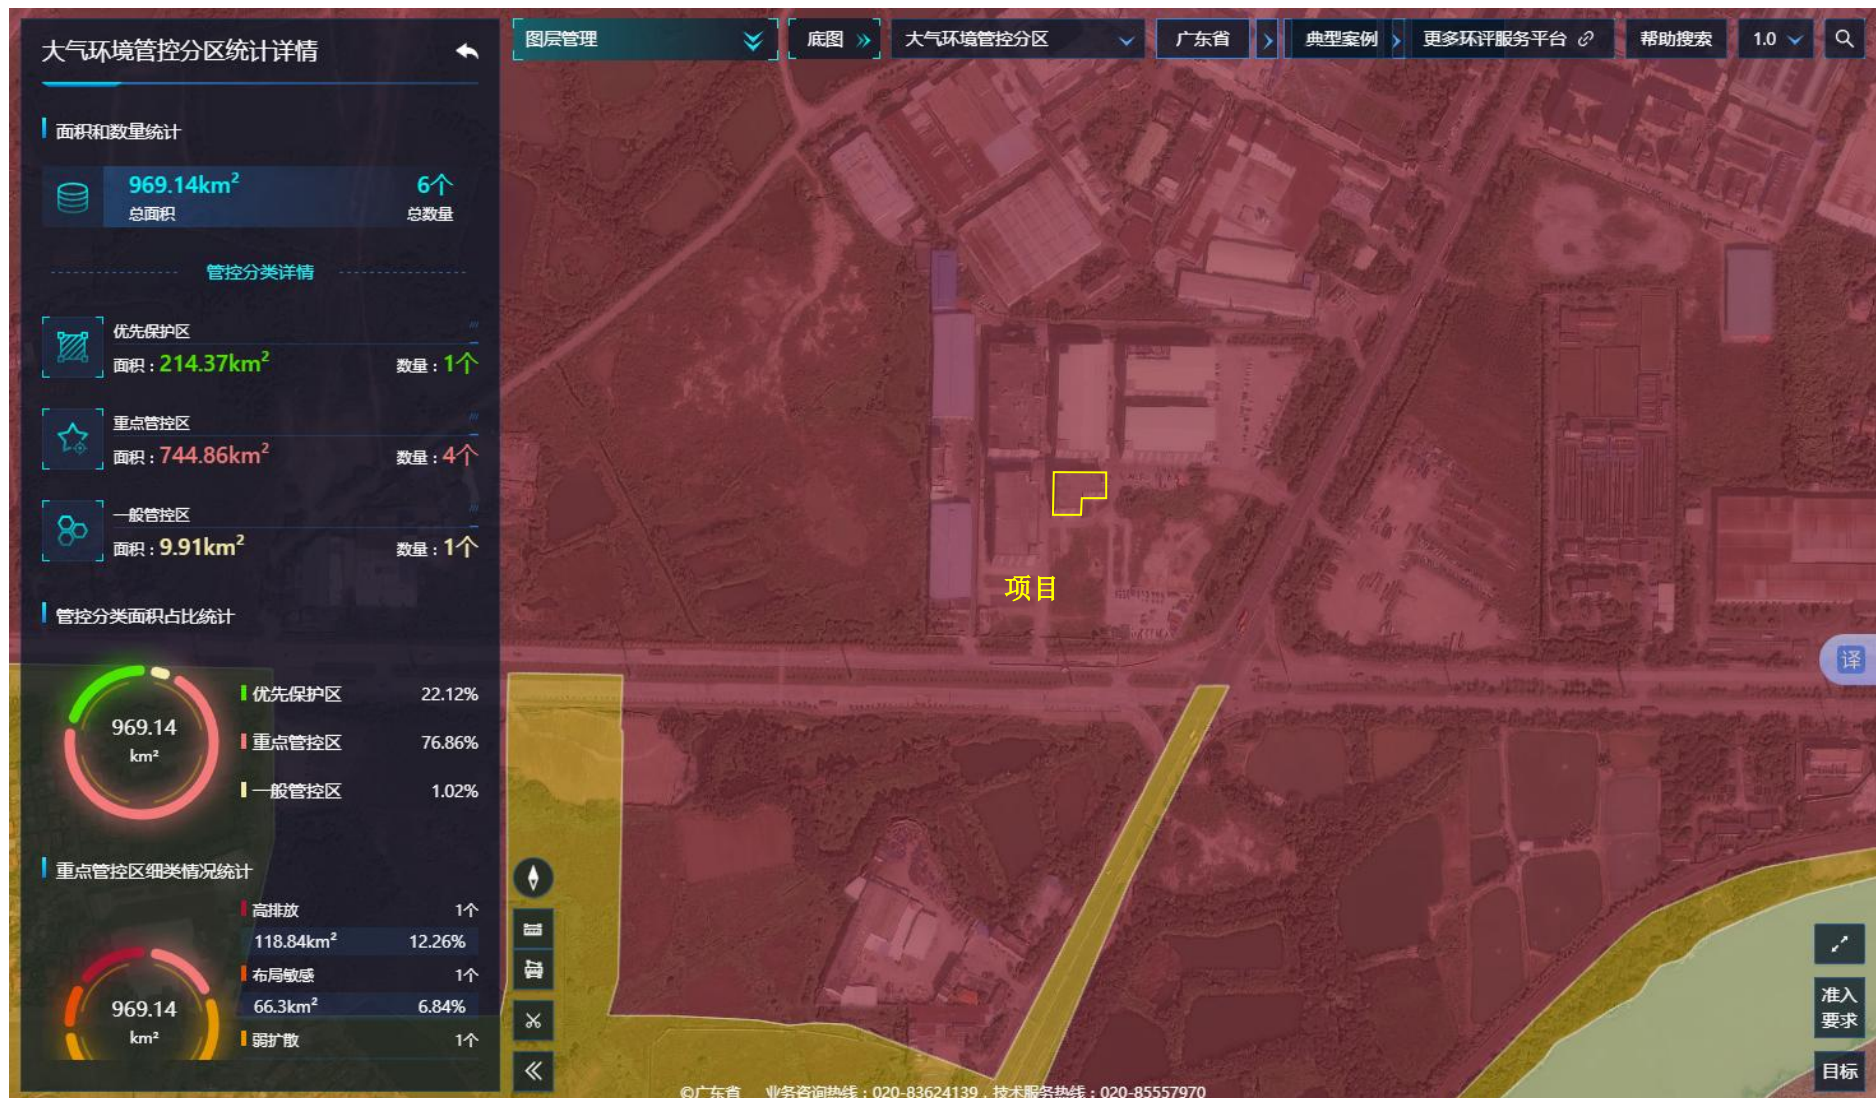 大气环境管控分区统计详情
图层管理
底图
大气环境管控分区
广东省
典型案例
更多环评服务平台
帮助搜索
1.0
面积和数量统计
969.14km²
6个
总面积
总数量
管控分类详情
优先保护区
面积：214.37km²
数量：1个
重点管控区
面积：744.86km²
数量：4个
一般管控区
面积：9.91km²
数量：1个
管控分类面积占比统计
969.14
km²
优先保护区 22.12%
重点管控区 76.86%
一般管控区 1.02%
重点管控区细类情况统计
969.14
km²
高排放 1个
118.84km² 12.26%
布局敏感 1个
66.3km² 6.84%
弱扩散 1个
项目
译
准入
要求
目标
©广东省 业务咨询热线：020-83624139，技术服务热线：020-85557970